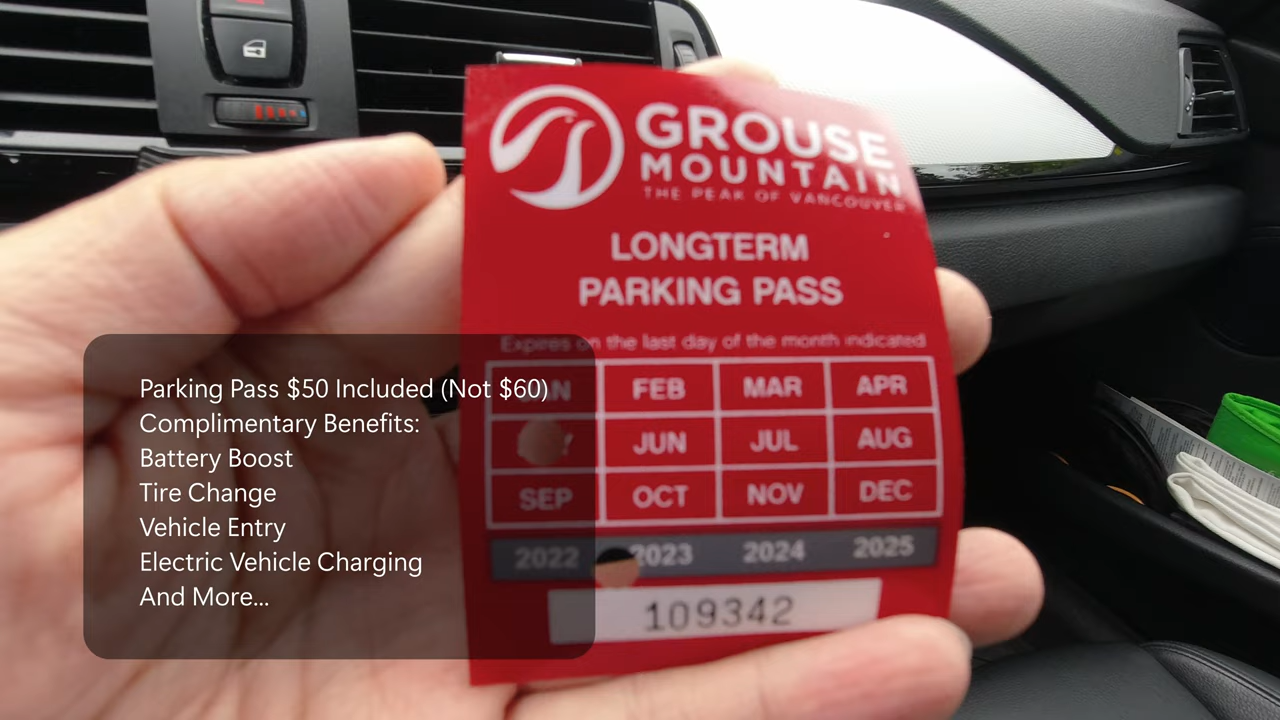 GROUSE
MOUNTAIN
THE PEAK OF VANCOUVER
LONGTERM
PARKING PASS
Expires on the last day of the month indicated
JAN FEB MAR APR
JUN JUL AUG
SEP OCT NOV DEC
2022 2023 2024 2025
109342
Parking Pass $50 Included (Not $60)
Complimentary Benefits:
Battery Boost
Tire Change
Vehicle Entry
Electric Vehicle Charging
And More...